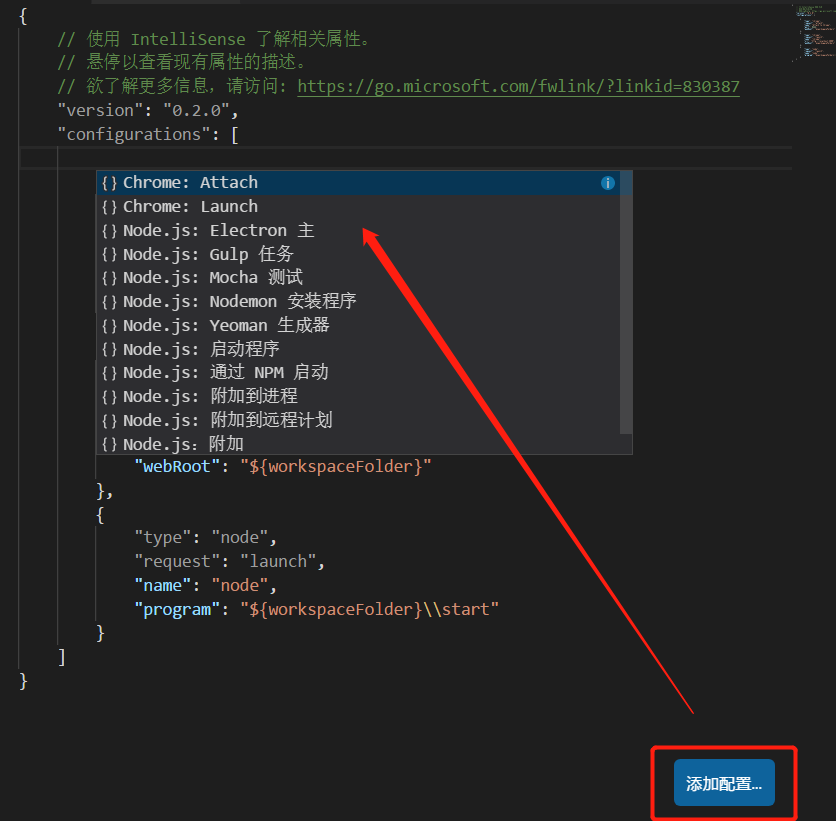 {
// 使用 IntelliSense 了解相关属性。
// 悬停以查看现有属性的描述。
// 欲了解更多信息，请访问: https://go.microsoft.com/fwlink/?linkid=830387
"version": "0.2.0",
"configurations": [
{} Chrome: Attach
{} Chrome: Launch
{} Node.js: Electron 主
{} Node.js: Gulp 任务
{} Node.js: Mocha 测试
{} Node.js: Nodemon 安装程序
{} Node.js: Yeoman 生成器
{} Node.js: 启动程序
{} Node.js: 通过 NPM 启动
{} Node.js: 附加到进程
{} Node.js: 附加到远程计划
{} Node.js: 附加
"webRoot": "${workspaceFolder}"
},
{
"type": "node",
"request": "launch",
"name": "node",
"program": "${workspaceFolder}\\start"
}
]
}
添加配置...